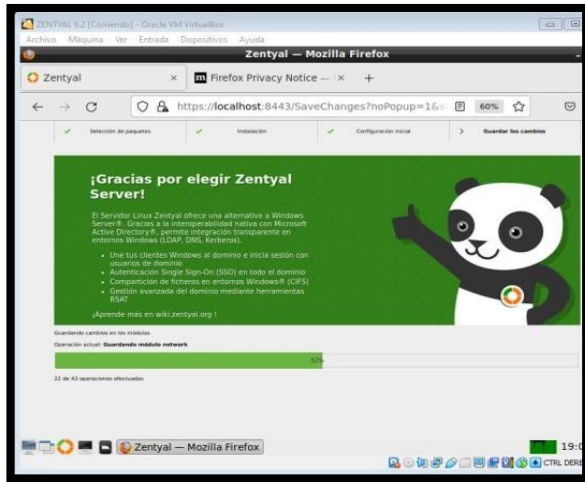 ZENTYAL 6.2 [Corriendo] - Oracle VM VirtualBox
Archivo Máquina Ver Entrada Dispositivos Ayuda
Zentyal — Mozilla Firefox
Zentyal × Firefox Privacy Notice — × +
https://localhost:8443/SaveChanges?noPopup=1& 60%
Selección de paquetes Instalación Configuración inicial Guardar los cambios
¡Gracias por elegir Zentyal
Server!
El Servidor Linux Zentyal ofrece una alternative a Windows
Server®. Gracias a la interoperabilidad nativa con Microsoft
Active Directory®, permite integración transparente en
entornos Windows (LDAP, DNS, Kerberos).
• Une tus clientes Windows al dominio e inicia sesión con
usuarios de dominio
• Autenticación Single Sign-On (SSO) en todo el dominio
• Compartición de ficheros en entornos Windows® (CIFS)
• Gestión avanzada del dominio mediante herramientas
RSAT
¡Aprende más en wiki.zentyal.org !
Guardando cambios en los módulos
Operación actual: Guardando módulo network
52%
22 de 43 operaciones efectuadas
Zentyal — Mozilla Firefox
19:0
CTRL DERE